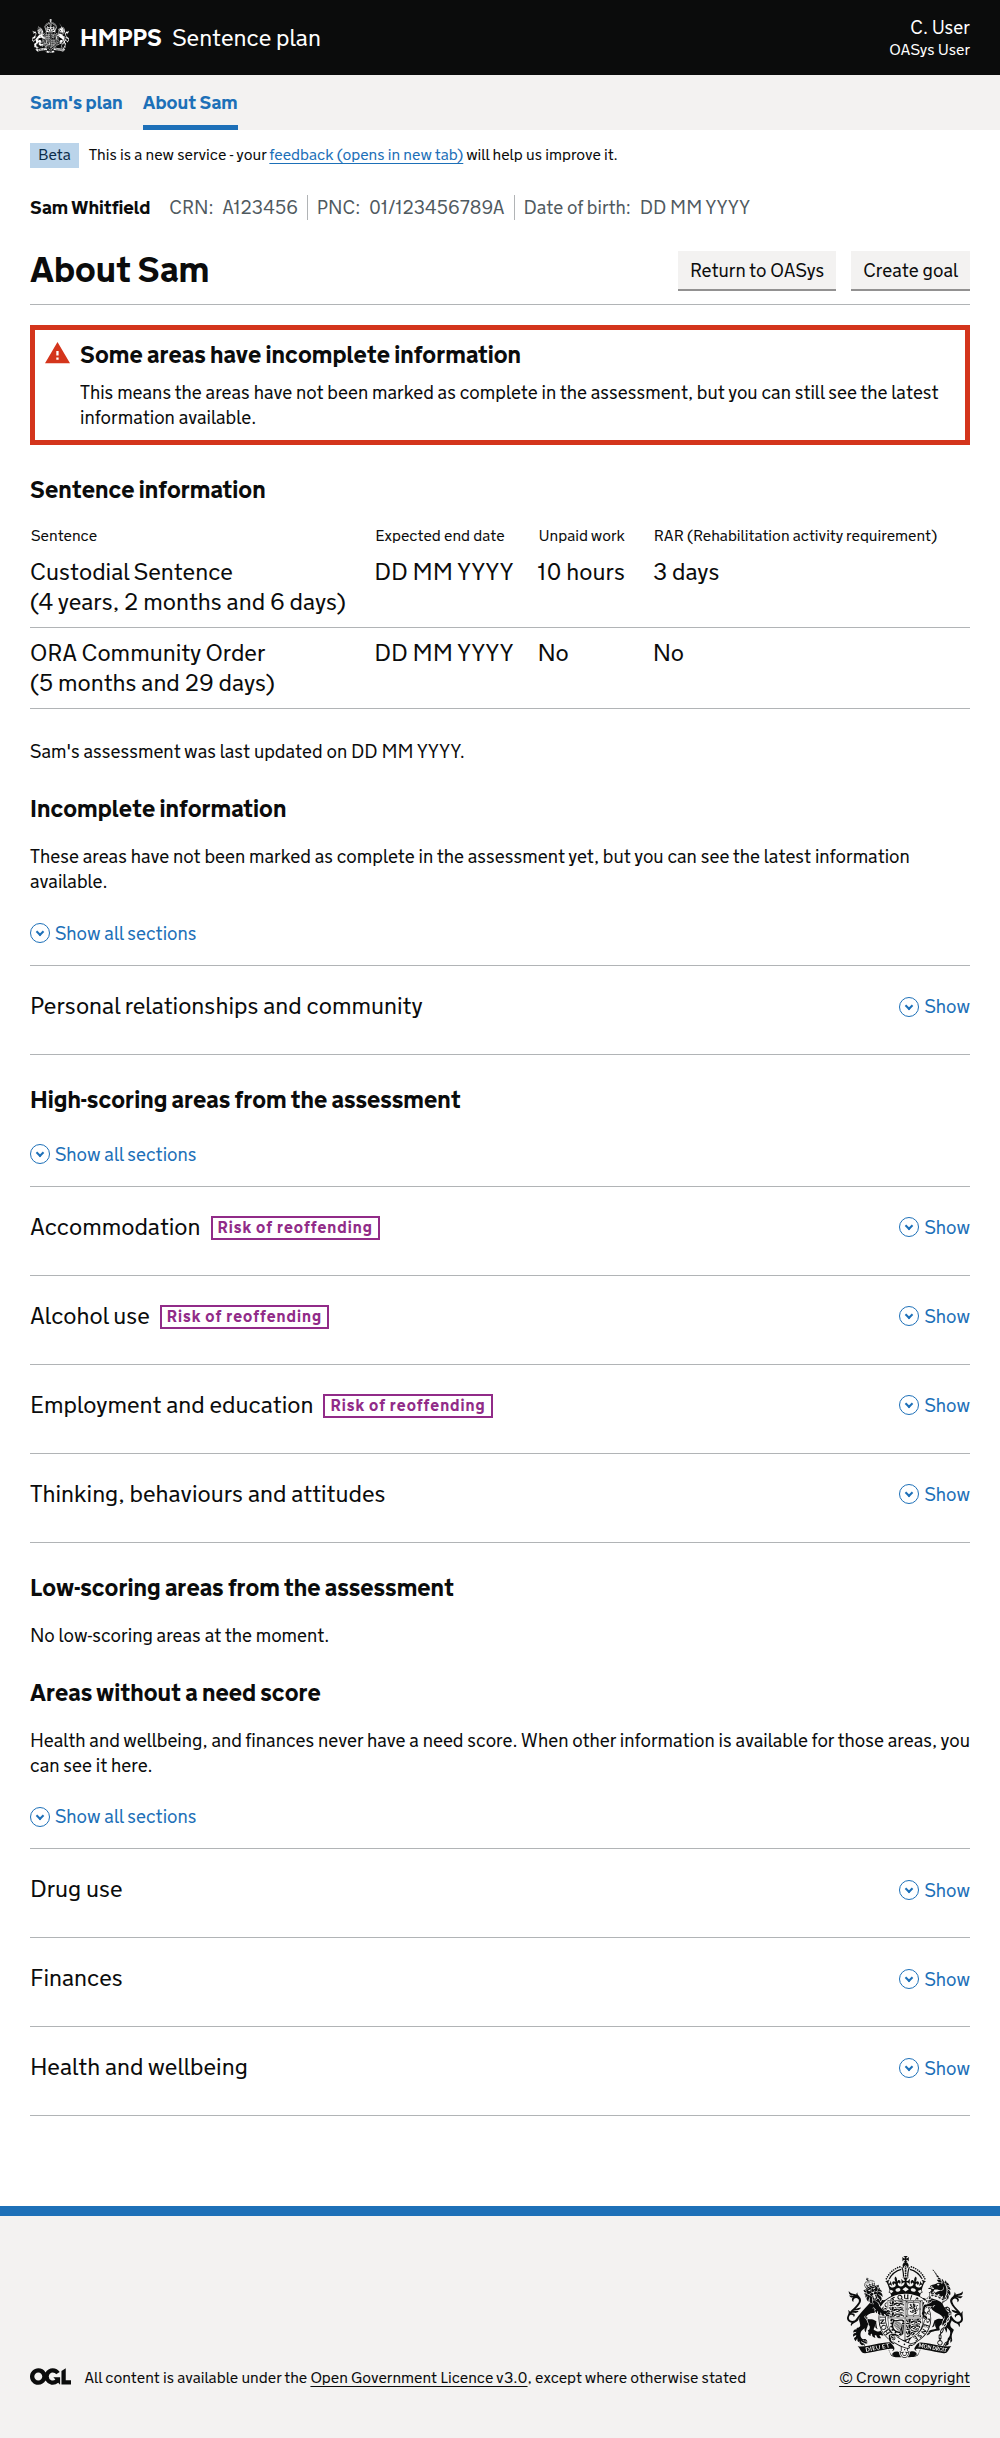 HMPPS Sentence plan
C. User
OASys User
Sam's plan About Sam
Beta This is a new service - your feedback (opens in new tab) will help us improve it.
Sam Whitfield CRN: A123456 PNC: 01/123456789A Date of birth: DD MM YYYY
About Sam
Return to OASys Create goal
Some areas have incomplete information
This means the areas have not been marked as complete in the assessment, but you can still see the latest
information available.
Sentence information
Sentence Expected end date Unpaid work RAR (Rehabilitation activity requirement)
Custodial Sentence DD MM YYYY 10 hours 3 days
(4 years, 2 months and 6 days)
ORA Community Order DD MM YYYY No No
(5 months and 29 days)
Sam's assessment was last updated on DD MM YYYY.
Incomplete information
These areas have not been marked as complete in the assessment yet, but you can see the latest information
available.
Show all sections
Personal relationships and community Show
High-scoring areas from the assessment
Show all sections
Accommodation Risk of reoffending Show
Alcohol use Risk of reoffending Show
Employment and education Risk of reoffending Show
Thinking, behaviours and attitudes Show
Low-scoring areas from the assessment
No low-scoring areas at the moment.
Areas without a need score
Health and wellbeing, and finances never have a need score. When other information is available for those areas, you
can see it here.
Show all sections
Drug use Show
Finances Show
Health and wellbeing Show
DIEU ET MON DROIT
OGL All content is available under the Open Government Licence v3.0, except where otherwise stated
© Crown copyright